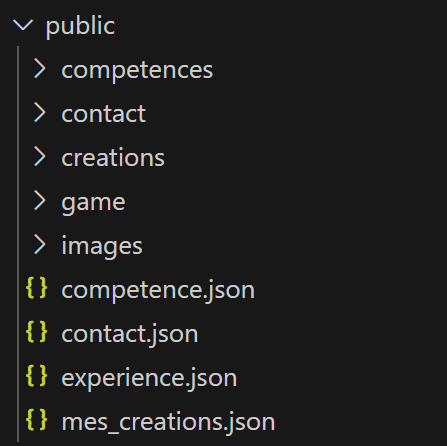 public
competences
contact
creations
game
images
{} competence.json
{} contact.json
{} experience.json
{} mes_creations.json